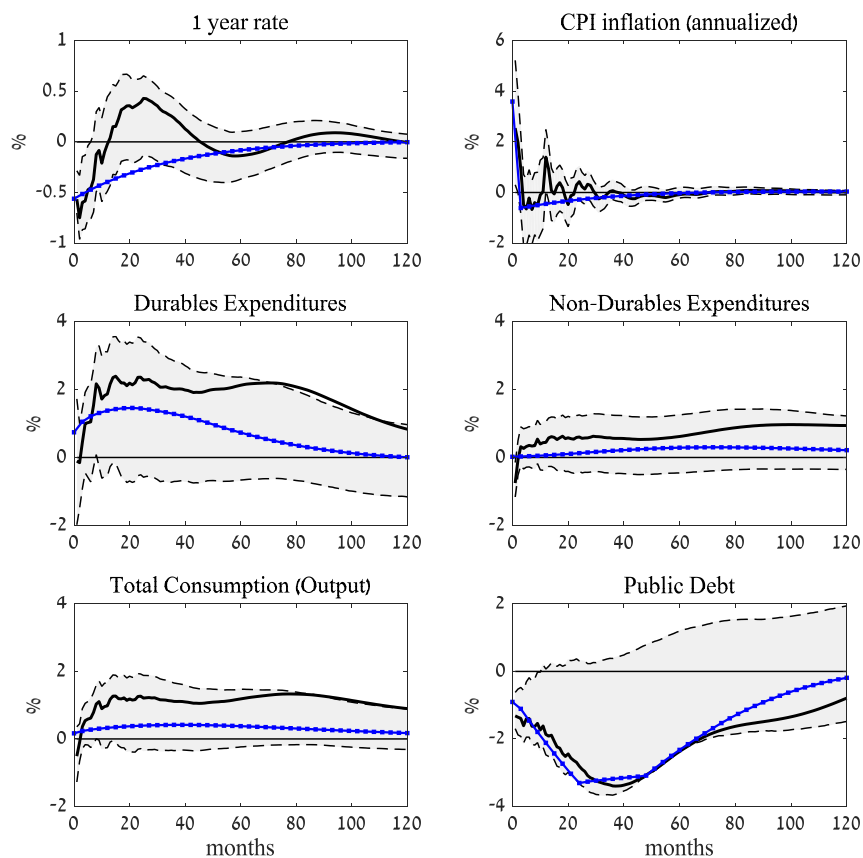 1 year rate
1
0.5
0
-0.5
-1
%
0 20 40 60 80 100 120
CPI inflation (annualized)
6
4
2
0
-2
%
0 20 40 60 80 100 120
Durables Expenditures
4
2
0
-2
%
0 20 40 60 80 100 120
Non-Durables Expenditures
4
2
0
-2
%
0 20 40 60 80 100 120
Total Consumption (Output)
4
2
0
-2
%
0 20 40 60 80 100 120
months
Public Debt
2
0
-2
-4
%
0 20 40 60 80 100 120
months